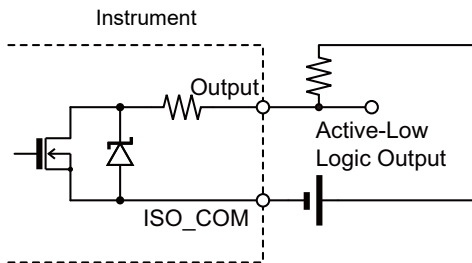 Instrument
Output
Active-Low
Logic Output
ISO_COM